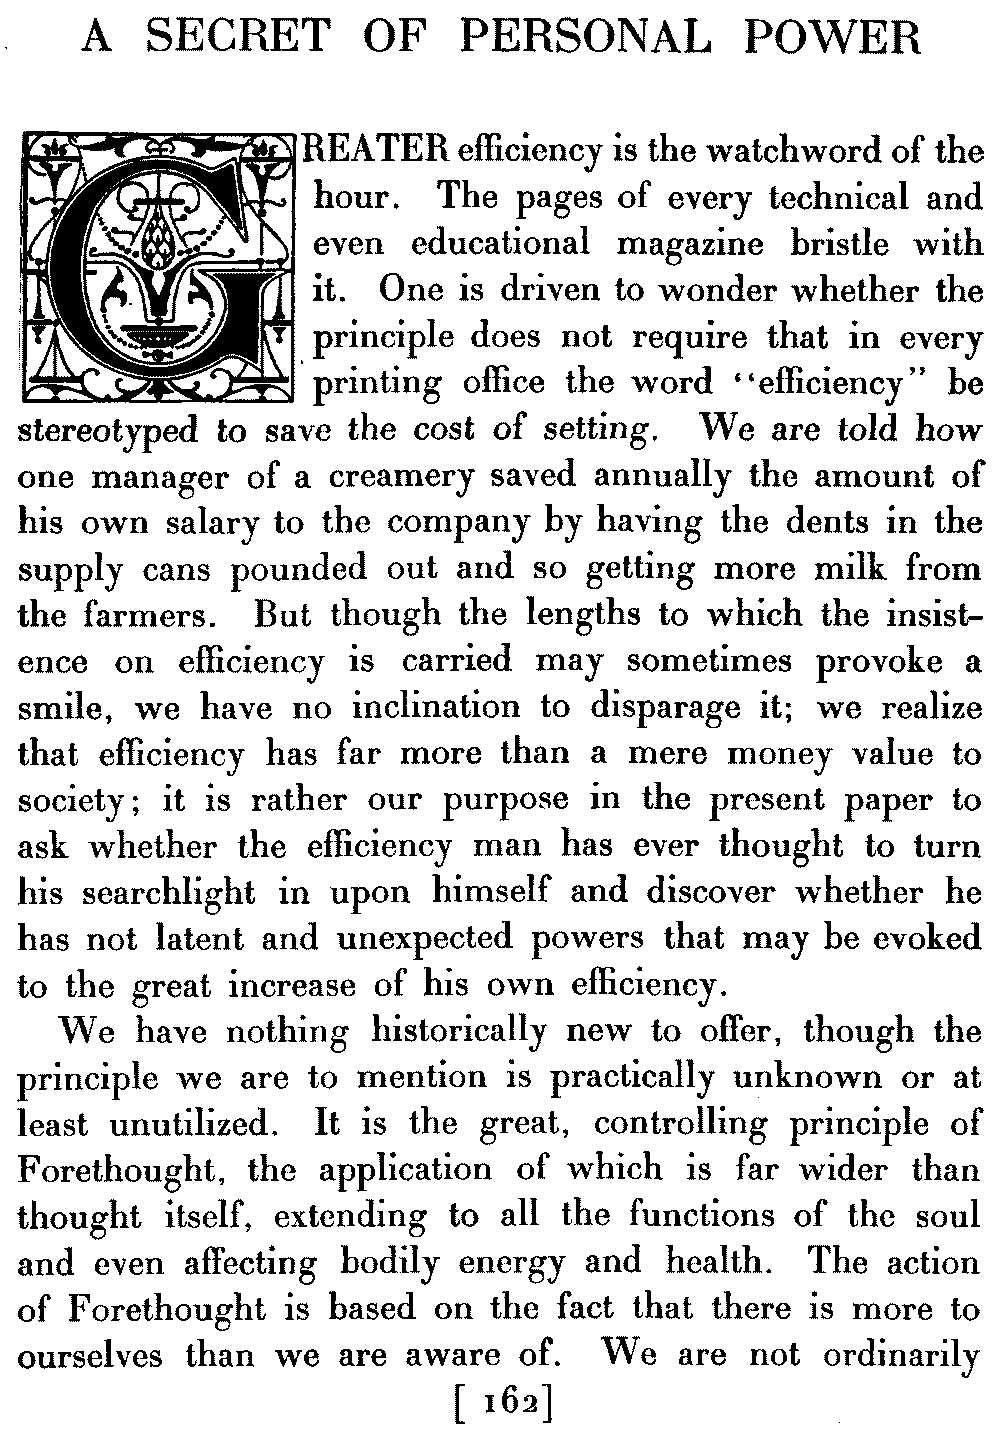 A SECRET OF PERSONAL POWER
GREATER efficiency is the watchword of the
hour. The pages of every technical and
even educational magazine bristle with
it. One is driven to wonder whether the
principle does not require that in every
printing office the word “efficiency” be
stereotyped to save the cost of setting. We are told how
one manager of a creamery saved annually the amount of
his own salary to the company by having the dents in the
supply cans pounded out and so getting more milk from
the farmers. But though the lengths to which the insist-
ence on efficiency is carried may sometimes provoke a
smile, we have no inclination to disparage it; we realize
that efficiency has far more than a mere money value to
society; it is rather our purpose in the present paper to
ask whether the efficiency man has ever thought to turn
his searchlight in upon himself and discover whether he
has not latent and unexpected powers that may be evoked
to the great increase of his own efficiency.
We have nothing historically new to offer, though the
principle we are to mention is practically unknown or at
least unutilized. It is the great, controlling principle of
Forethought, the application of which is far wider than
thought itself, extending to all the functions of the soul
and even affecting bodily energy and health. The action
of Forethought is based on the fact that there is more to
ourselves than we are aware of. We are not ordinarily
[ 162]